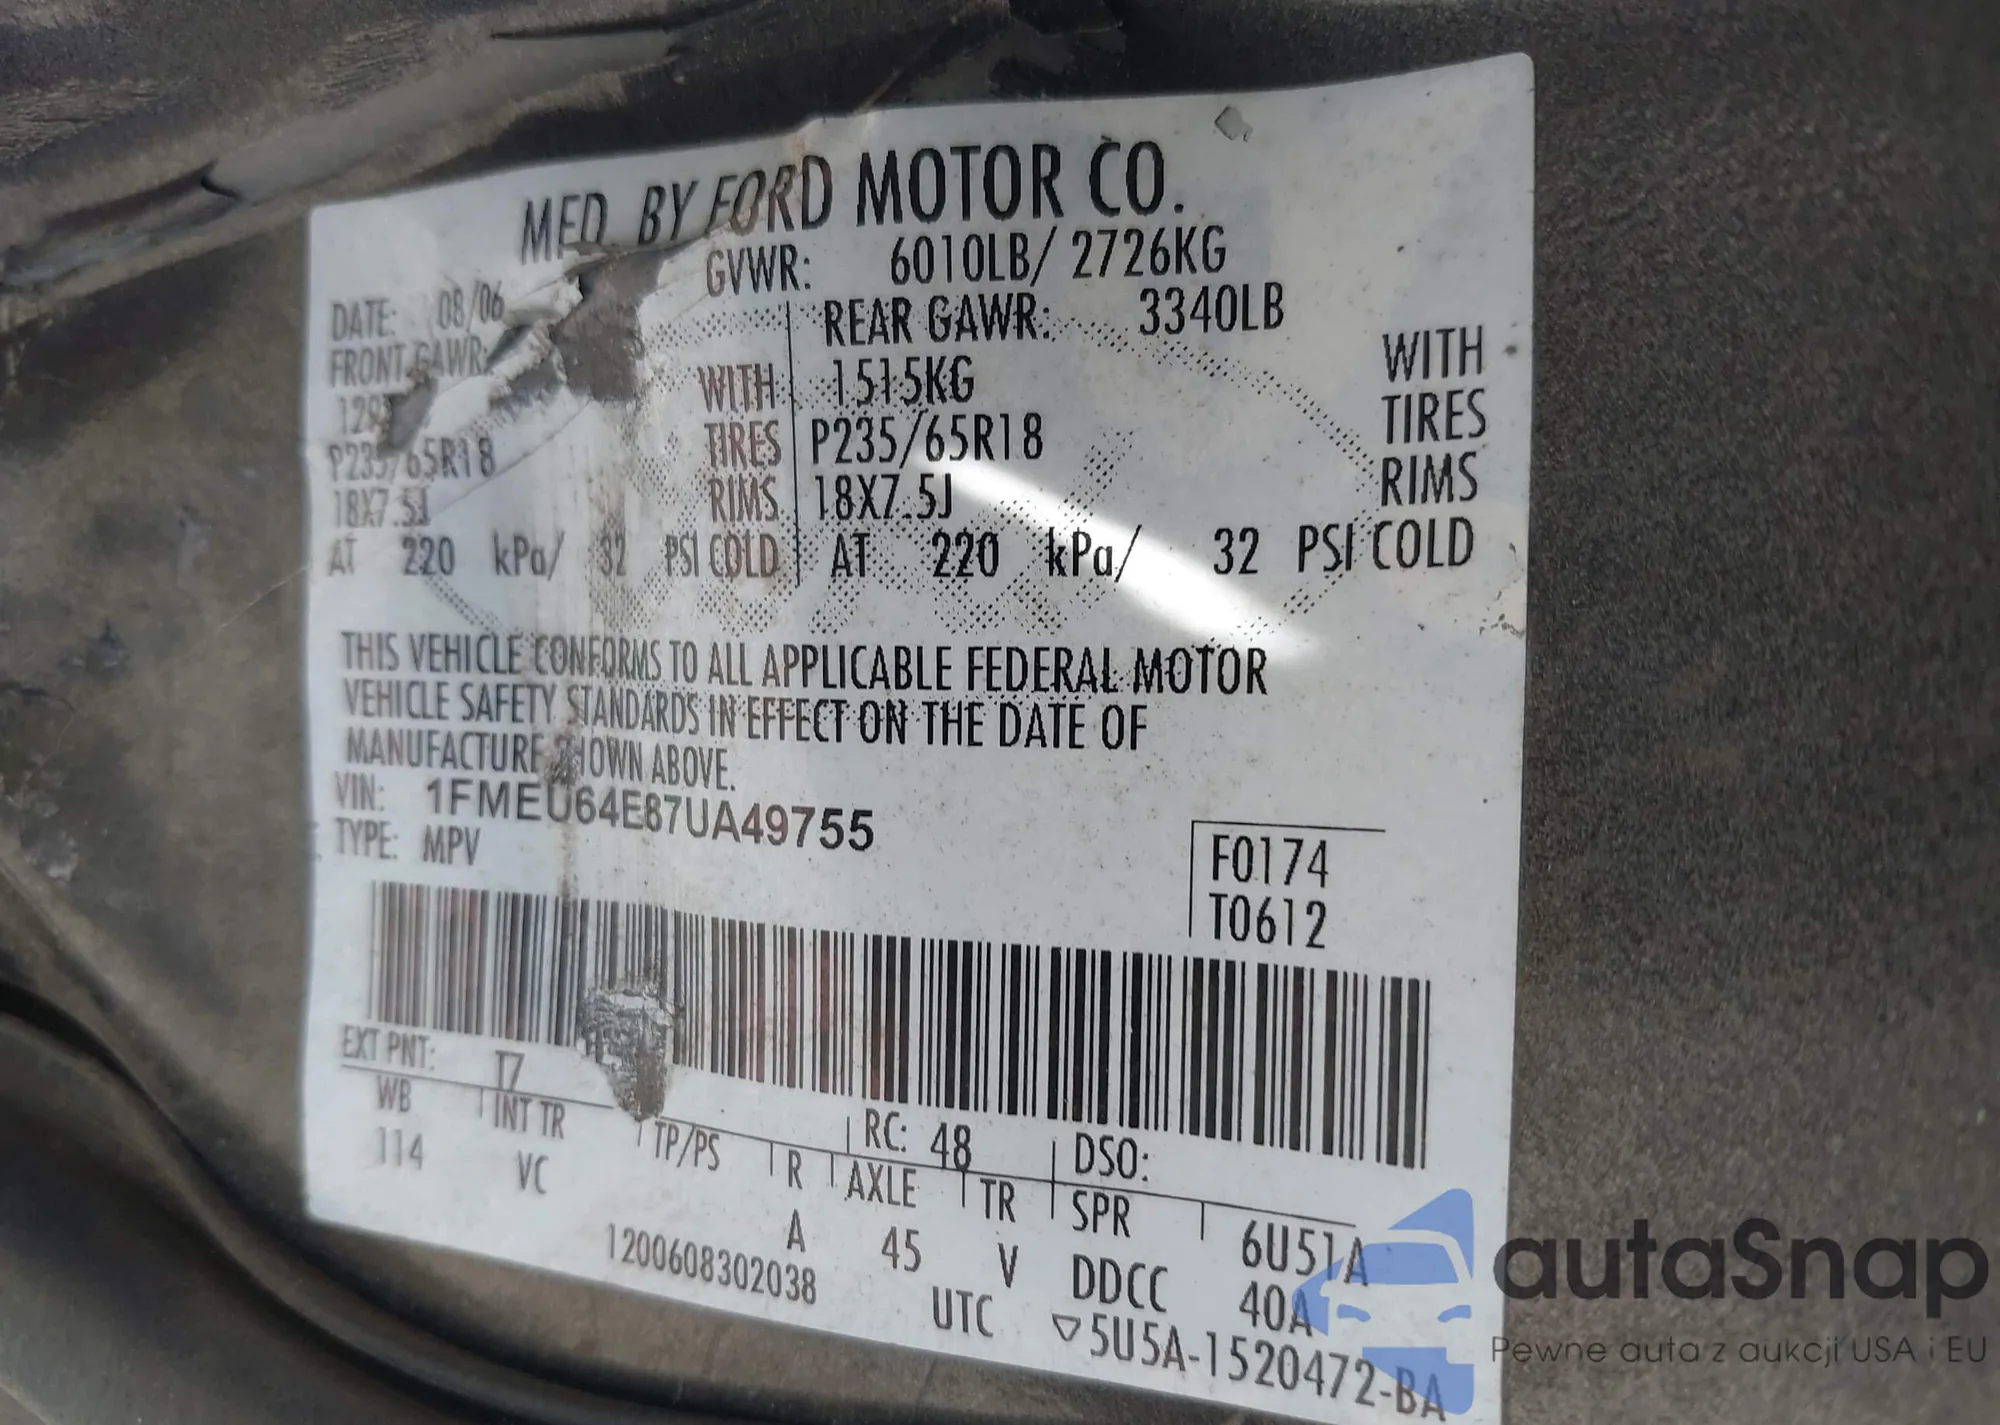 MFD. BY FORD MOTOR CO.
DATE: 08/06 GVWR: 6010LB/ 2726KG
FRONT GAWR: REAR GAWR: 3340LB
WITH 1515KG WITH
P235/65R18 TIRES P235/65R18 TIRES
18X7.5J RIMS 18X7.5J RIMS
AT 220 kPa/ 32 PSI COLD AT 220 kPa/ 32 PSI COLD
THIS VEHICLE CONFORMS TO ALL APPLICABLE FEDERAL MOTOR
VEHICLE SAFETY STANDARDS IN EFFECT ON THE DATE OF
MANUFACTURE SHOWN ABOVE.
VIN: 1FMEU64E87UA49755
TYPE: MPV
F0174
T0612
EXT PNT: T7 RC: 48 DSO:
WB INT TR TP/PS R AXLE TR SPR 6U51A
114 VC A 45 V DDCC 40A
1200608302038 UTC ▽5U5A-1520472-BA
autoSnap
Pewne auta z aukcji USA i EU